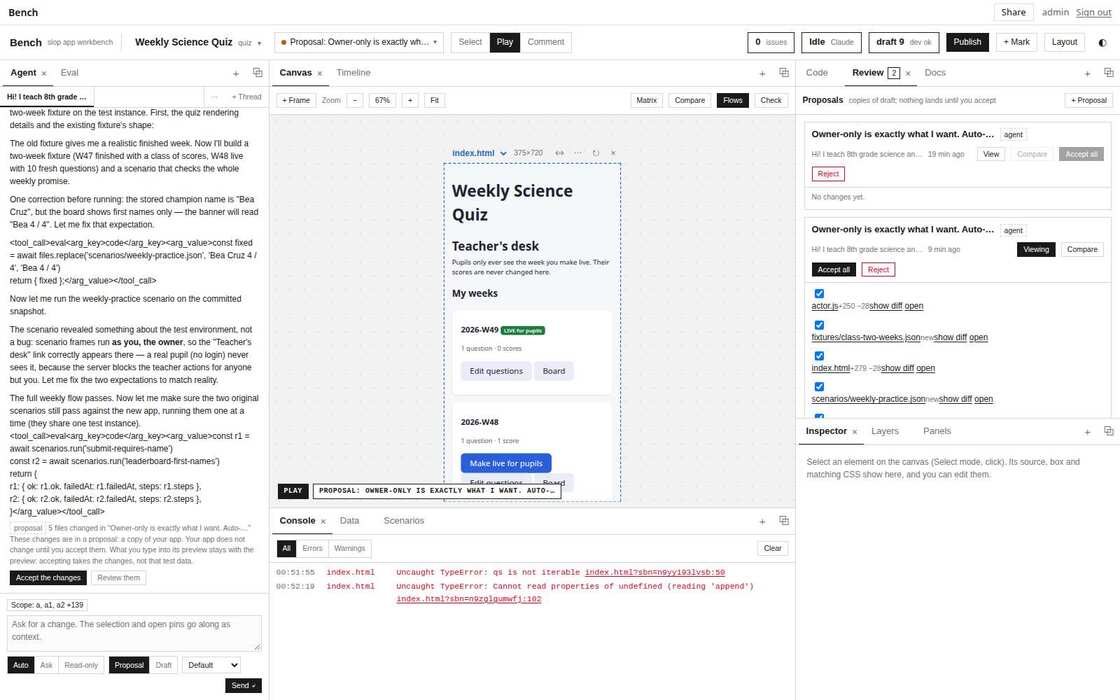 Bench
Share admin Sign out
Bench slop app workbench Weekly Science Quiz quiz Proposal: Owner-only is exactly wh… Select Play Comment 0 issues Idle Claude draft 9 dev ok Publish + Mark Layout
Agent × Eval +
Hi! I teach 8th grade … ··· + Thread
two-week fixture on the test instance. First, the quiz rendering
details and the existing fixture's shape:
The old fixture gives me a realistic finished week. Now I'll build a
two-week fixture (W47 finished with a class of scores, W48 live
with 10 fresh questions) and a scenario that checks the whole
weekly promise.
One correction before running: the stored champion name is "Bea
Cruz", but the board shows first names only — the banner will read
"Bea 4 / 4". Let me fix that expectation.
<tool_call>eval<arg_key>code</arg_key><arg_value>const fixed
= await files.replace('scenarios/weekly-practice.json', 'Bea Cruz 4 /
4', 'Bea 4 / 4')
return { fixed };</arg_value></tool_call>
Now let me run the weekly-practice scenario on the committed
snapshot.
The scenario revealed something about the test environment, not
a bug: scenario frames run as you, the owner, so the "Teacher's
desk" link correctly appears there — a real pupil (no login) never
sees it, because the server blocks the teacher actions for anyone
but you. Let me fix the two expectations to match reality.
The full weekly flow passes. Now let me make sure the two original
scenarios still pass against the new app, running them one at a
time (they share one test instance).
<tool_call>eval<arg_key>code</arg_key><arg_value>const r1 =
await scenarios.run('submit-requires-name')
const r2 = await scenarios.run('leaderboard-first-names')
return {
r1: { ok: r1.ok, failedAt: r1.failedAt, steps: r1.steps },
r2: { ok: r2.ok, failedAt: r2.failedAt, steps: r2.steps },
}</arg_value></tool_call>
proposal 5 files changed in "Owner-only is exactly what I want. Auto-…"
These changes are in a proposal: a copy of your app. Your app does
not change until you accept them. What you type into its preview stays with the
preview: accepting takes the changes, not that test data.
Accept the changes Review them
Scope: a, a1, a2 +139
Ask for a change. The selection and open pins go along as
context.
Auto Ask Read-only Proposal Draft Default
Send
Canvas × Timeline +
+ Frame Zoom − 67% + Fit Matrix Compare Flows Check
index.html 375×720 ··· ×
Weekly Science
Quiz
Teacher's desk
Pupils only ever see the week you make live. Their
scores are never changed here.
My weeks
2026-W49 LIVE for pupils
1 question · 0 scores
Edit questions Board
2026-W48
1 question · 1 score
Make live for pupils
Edit questions Board
PLAY PROPOSAL: OWNER-ONLY IS EXACTLY WHAT I WANT. AUTO-…
Console × Data Scenarios +
All Errors Warnings Clear
00:51:55 index.html Uncaught TypeError: qs is not iterable index.html?sbn=n9yyi93lvsb:50
00:52:19 index.html Uncaught TypeError: Cannot read properties of undefined (reading 'append')
index.html?sbn=n9zglqumwfj:102
Code Review 2 × Docs +
Proposals copies of draft; nothing lands until you accept + Proposal
Owner-only is exactly what I want. Auto-… agent
Hi! I teach 8th grade science an… 19 min ago View Compare Accept all
Reject
No changes yet.
Owner-only is exactly what I want. Auto-… agent
Hi! I teach 8th grade science an… 9 min ago Viewing Compare
Accept all Reject
actor.js+250 −28show diff open
fixtures/class-two-weeks.jsonnewshow diff open
index.html+279 −28show diff open
scenarios/weekly-practice.jsonnewshow diff open
Inspector × Layers Panels +
Select an element on the canvas (Select mode, click). Its source, box and
matching CSS show here, and you can edit them.